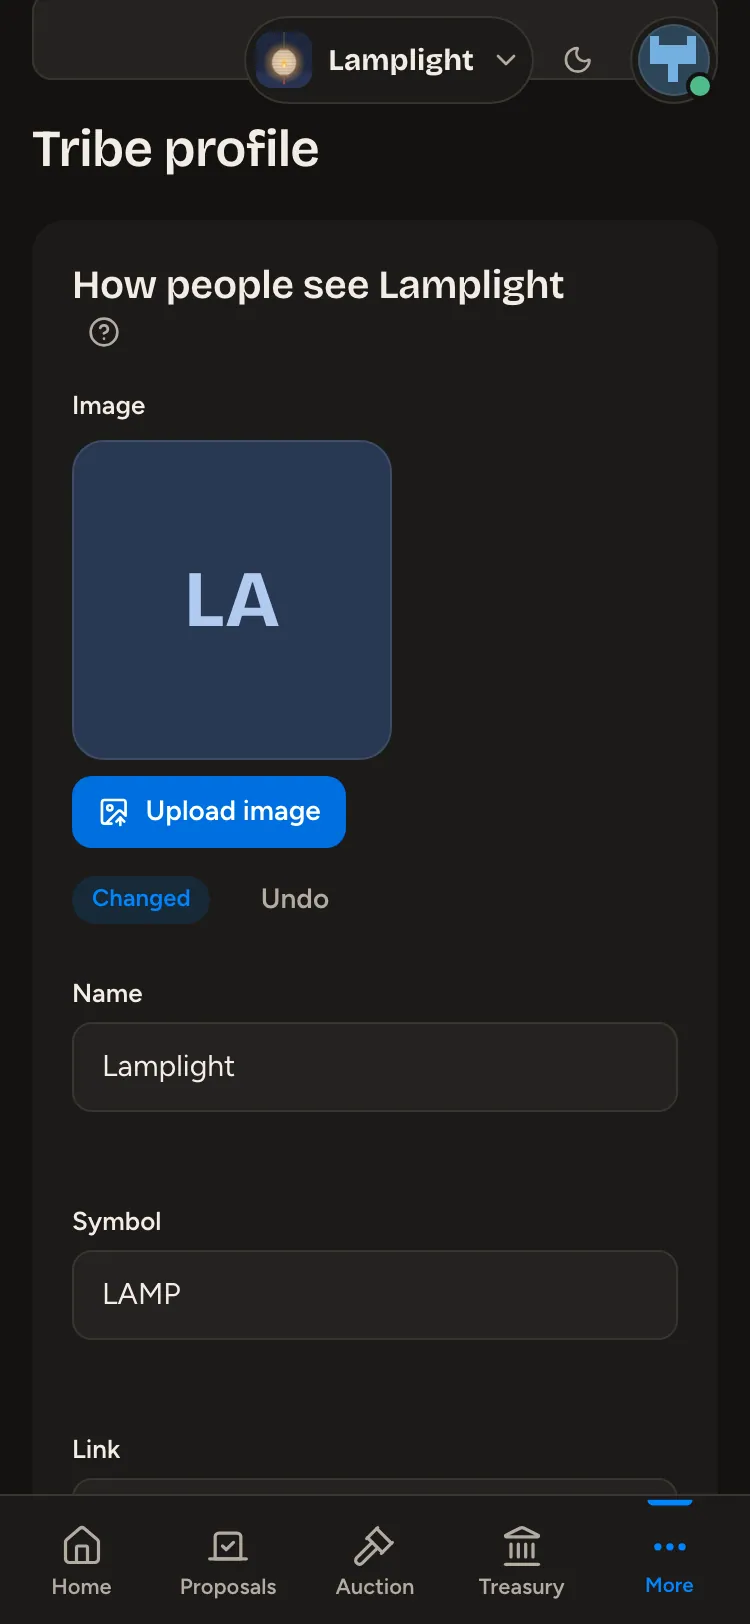 Lamplight
Tribe profile
How people see Lamplight
Image
LA
Upload image
Changed
Undo
Name
Lamplight
Symbol
LAMP
Link
Home
Proposals
Auction
Treasury
More